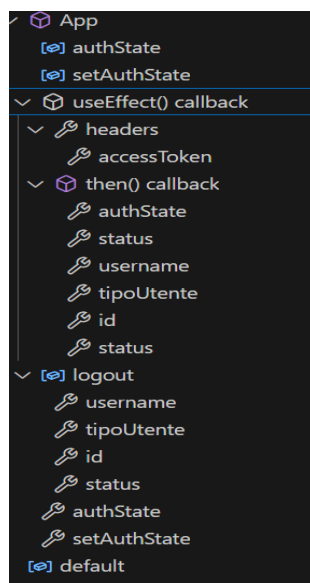 App
authState
setAuthState
useEffect() callback
headers
accessToken
then() callback
authState
status
username
tipoUtente
id
status
logout
username
tipoUtente
id
status
authState
setAuthState
default